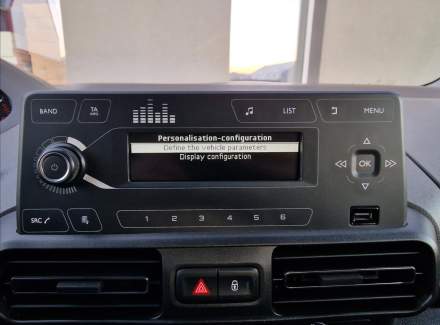 BAND
TA
INFO
LIST
MENU
Personalisation-configuration
Define the vehicle parameters
Display configuration
OK
SRC
1 2 3 4 5 6